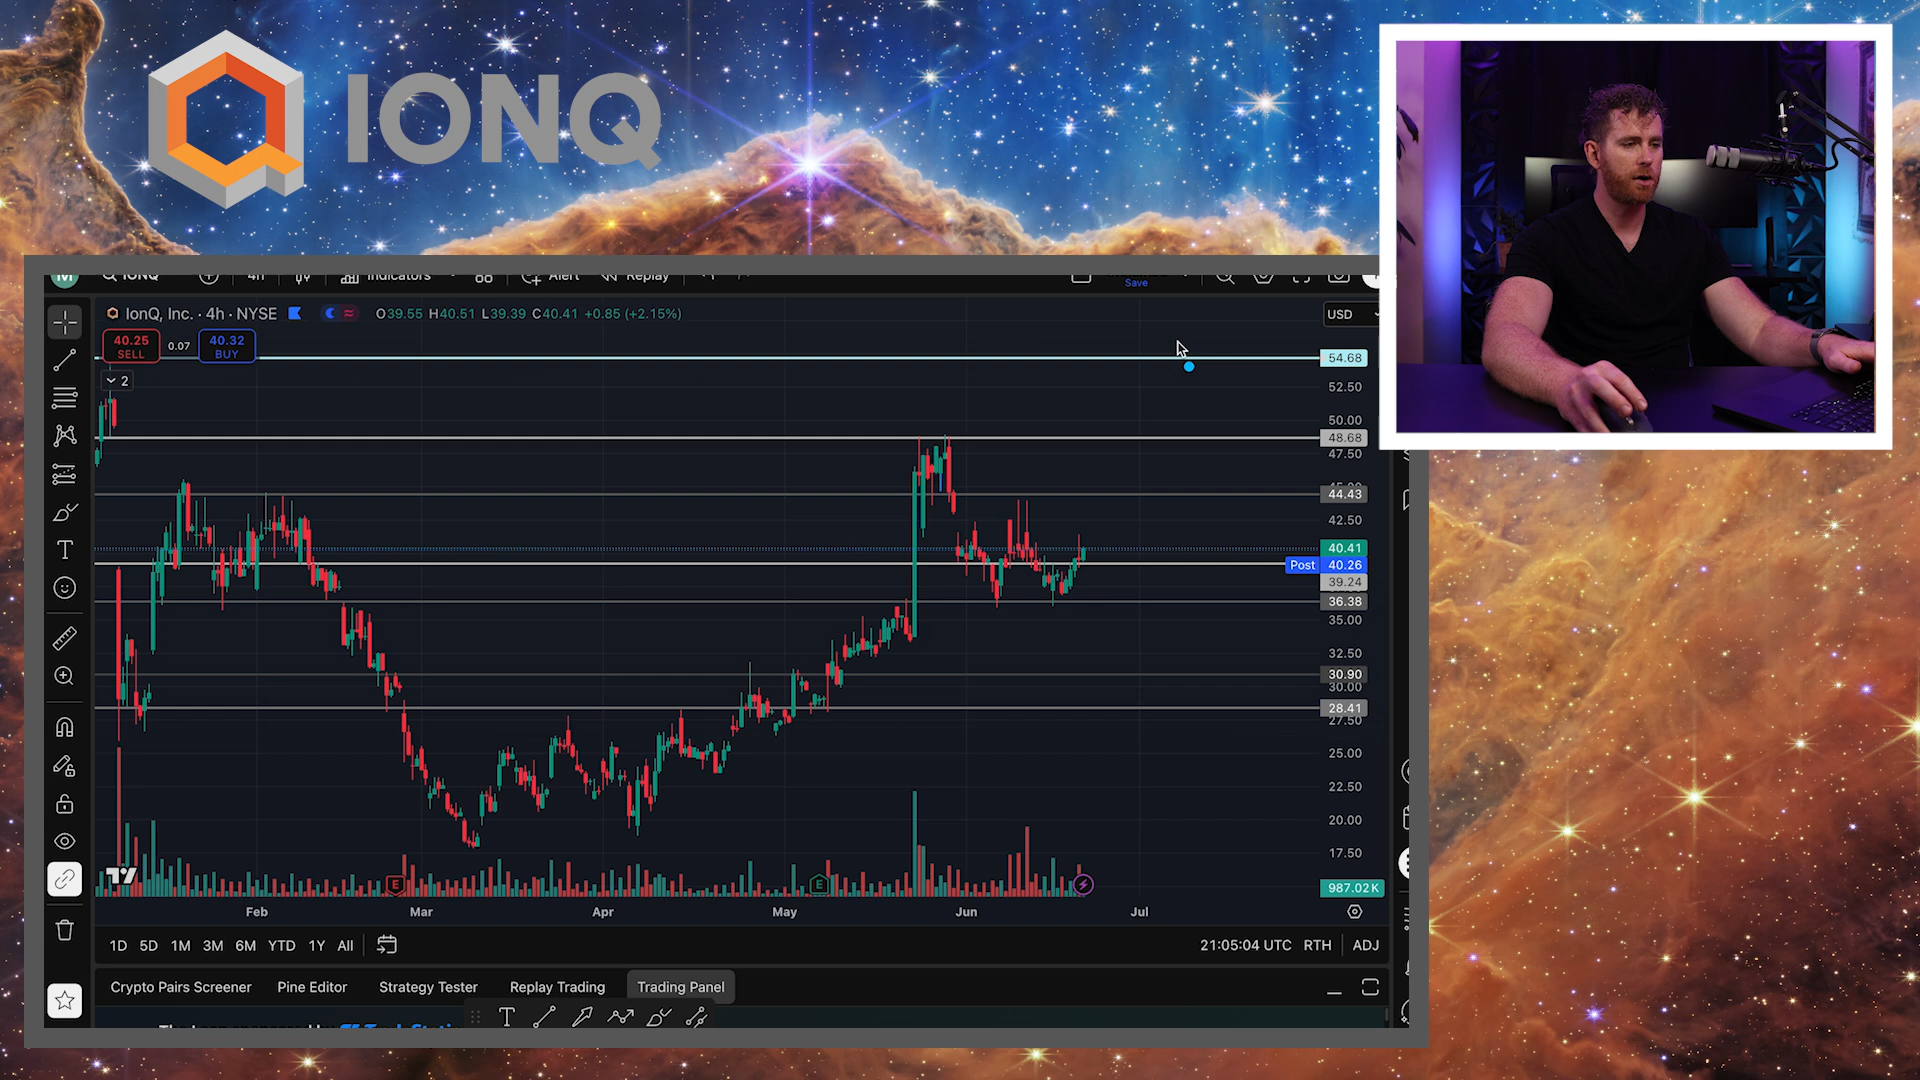 IONQ
M IONQ 4h Indicators Alert Replay Save
IonQ, Inc. · 4h · NYSE O39.55 H40.51 L39.39 C40.41 +0.85 (+2.15%) USD
40.25 0.07 40.32
SELL BUY
54.68
2
52.50
50.00
48.68
47.50
44.43
42.50
40.41
Post 40.26
39.24
36.38
35.00
32.50
30.90
30.00
28.41
27.50
25.00
22.50
20.00
17.50
E E 987.02K
Feb Mar Apr May Jun Jul
1D 5D 1M 3M 6M YTD 1Y All 21:05:04 UTC RTH ADJ
Crypto Pairs Screener Pine Editor Strategy Tester Replay Trading Trading Panel